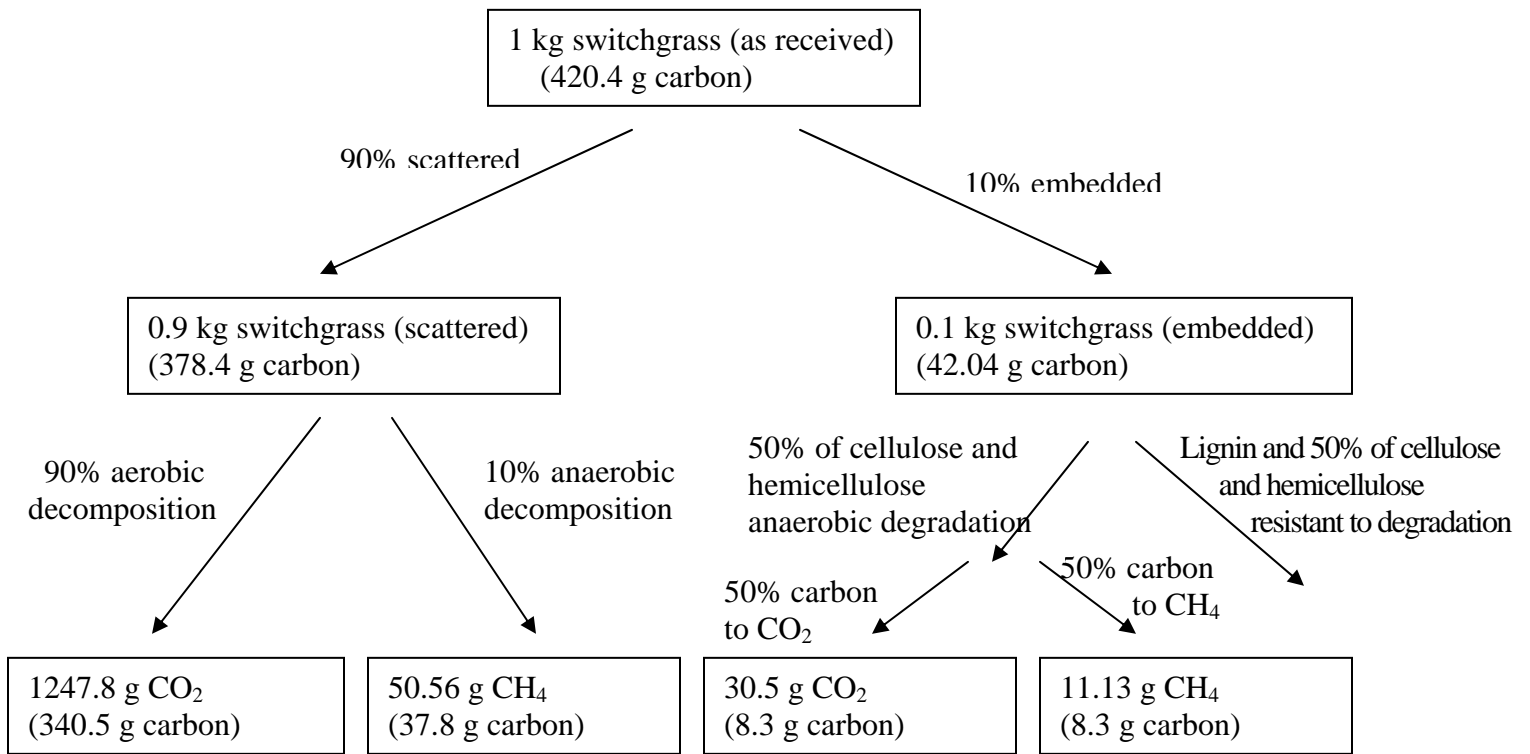 1 kg switchgrass (as received)
(420.4 g carbon)
90% scattered
10% embedded
0.9 kg switchgrass (scattered)
(378.4 g carbon)
0.1 kg switchgrass (embedded)
(42.04 g carbon)
90% aerobic
decomposition
10% anaerobic
decomposition
50% of cellulose and
hemicellulose
anaerobic degradation
Lignin and 50% of cellulose
and hemicellulose
resistant to degradation
50% carbon
to CO₂
50% carbon
to CH₄
1247.8 g CO₂
(340.5 g carbon)
50.56 g CH₄
(37.8 g carbon)
30.5 g CO₂
(8.3 g carbon)
11.13 g CH₄
(8.3 g carbon)